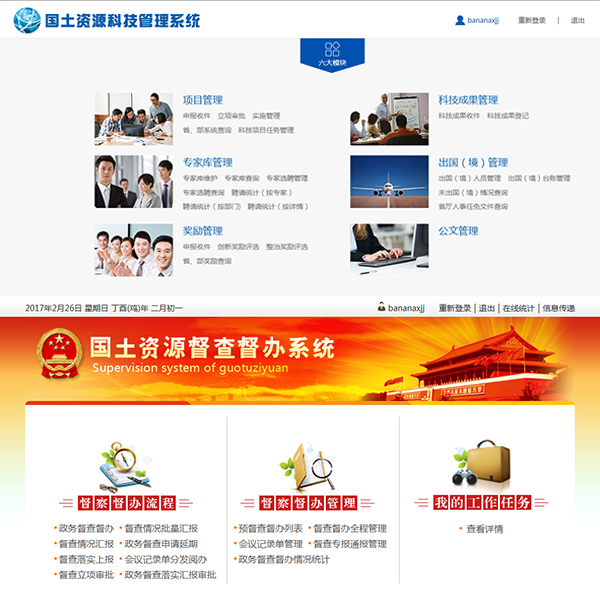 国土资源科技管理系统
bananaxjj 重新登录 | 退出
六大模块
项目管理
申报收件 立项审批 实施管理
省、部系统查询 科技项目任务管理
科技成果管理
科技成果收件 科技成果登记
专家库管理
专家库维护 专家库查询 专家选聘管理
专家选聘查询 聘请统计（按专家）
聘请统计（按部门） 聘请统计（按详情）
出国（境）管理
出国（境）人员管理 出国（境）台账管理
未出国（境）情况查询
省厅人事任免文件查询
奖励管理
申报收件 创新奖励评选 整治奖励评选
省、部奖励查询
公文管理
2017年2月26日 星期日 丁酉(鸡)年 二月初一 bananaxjj 重新登录 | 退出 | 在线统计 | 信息传递
国土资源督查督办系统
Supervision system of guotuziyuan
督察督办流程
政务督查督办 督查情况批量汇报
督查情况汇报 政务督查申请延期
督查落实上报 会议记录单分发阅办
督查立项审批 政务督查落实汇报审批
督察督办管理
预督查督办列表 督查督办全程管理
会议记录单管理 督查专报通报管理
政务督查督办情况统计
我的工作任务
查看详情